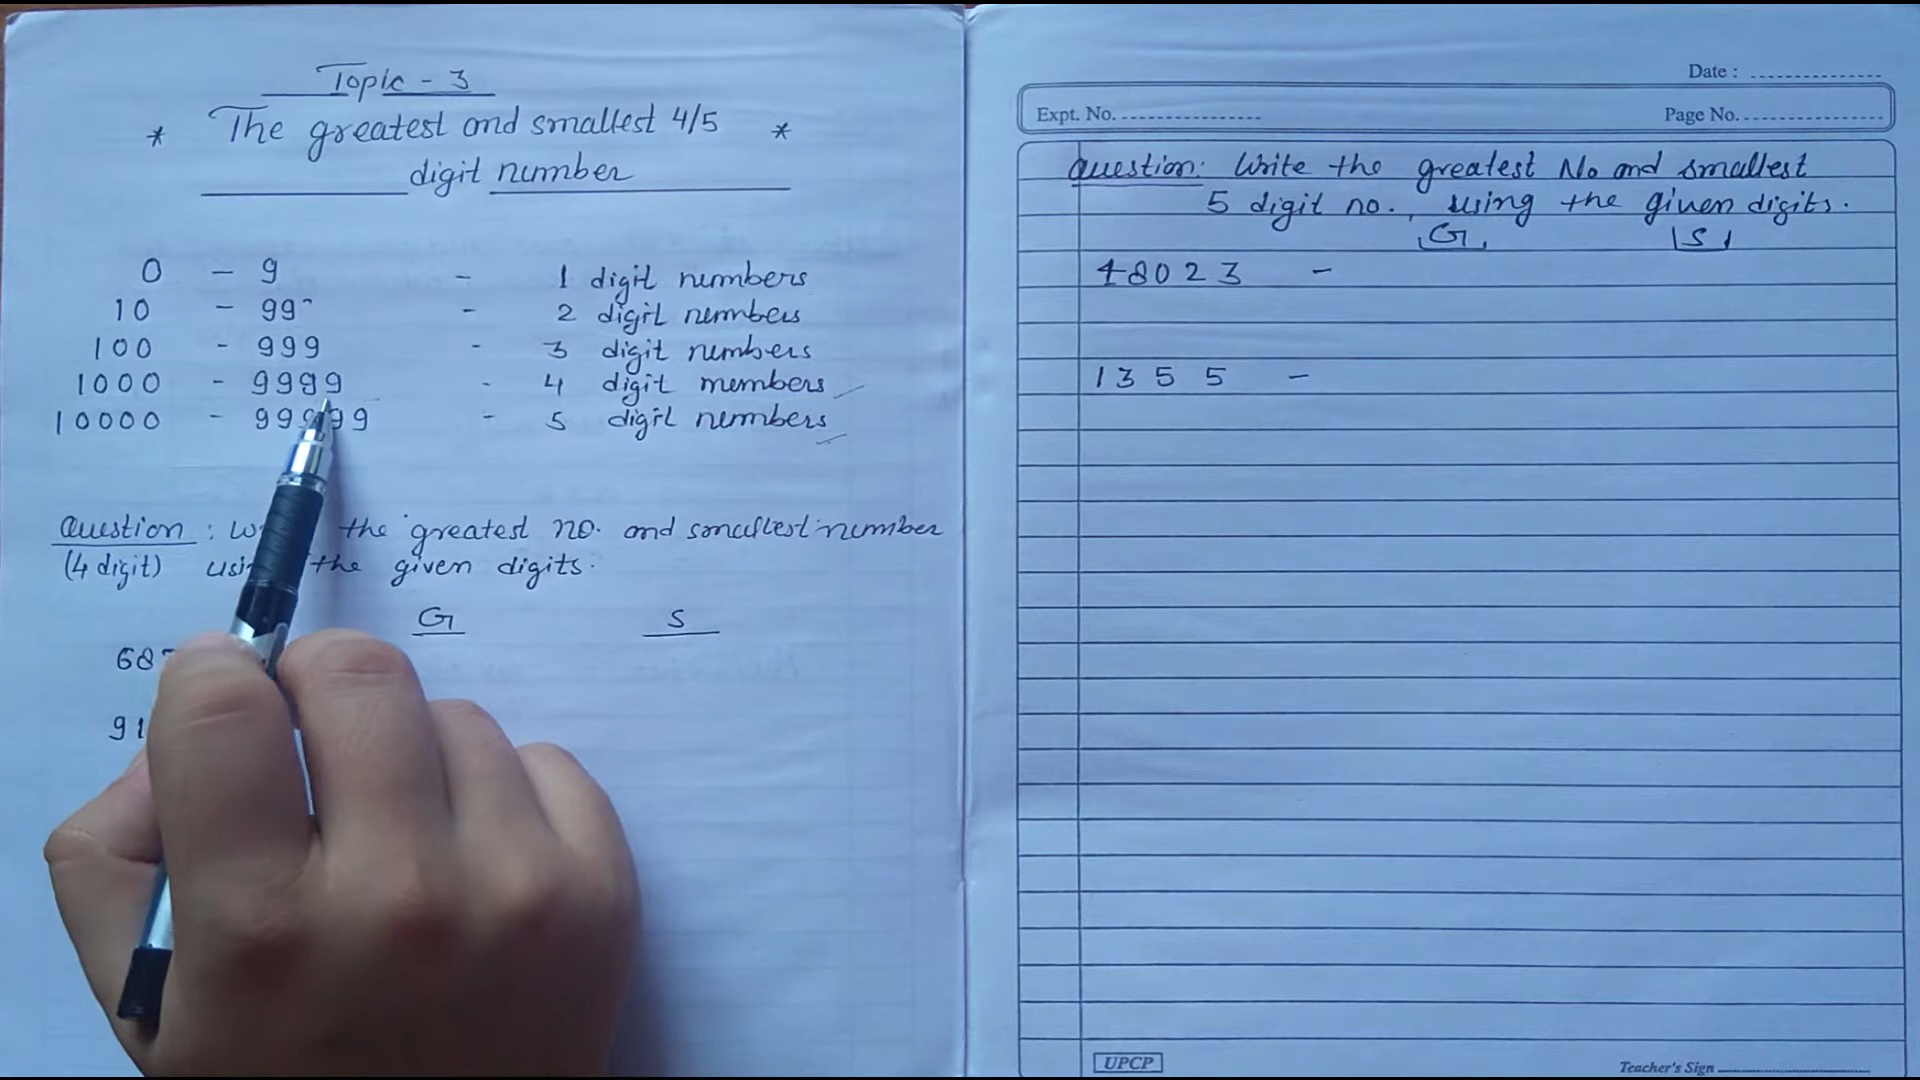 Topic - 3
* The greatest and smallest 4/5 *
digit number
0 - 9 - 1 digit numbers
10 - 99 - 2 digit numbers
100 - 999 - 3 digit numbers
1000 - 9999 - 4 digit members
10000 - 99999 - 5 digit numbers
Question : the greatest no. and smallest number
(4 digit) the given digits.
G S
68
91
Date :
Expt. No. Page No.
Question: Write the greatest No and smallest
5 digit no., using the given digits.
G S
48023 -
1355 -
UPCP Teacher's Sign